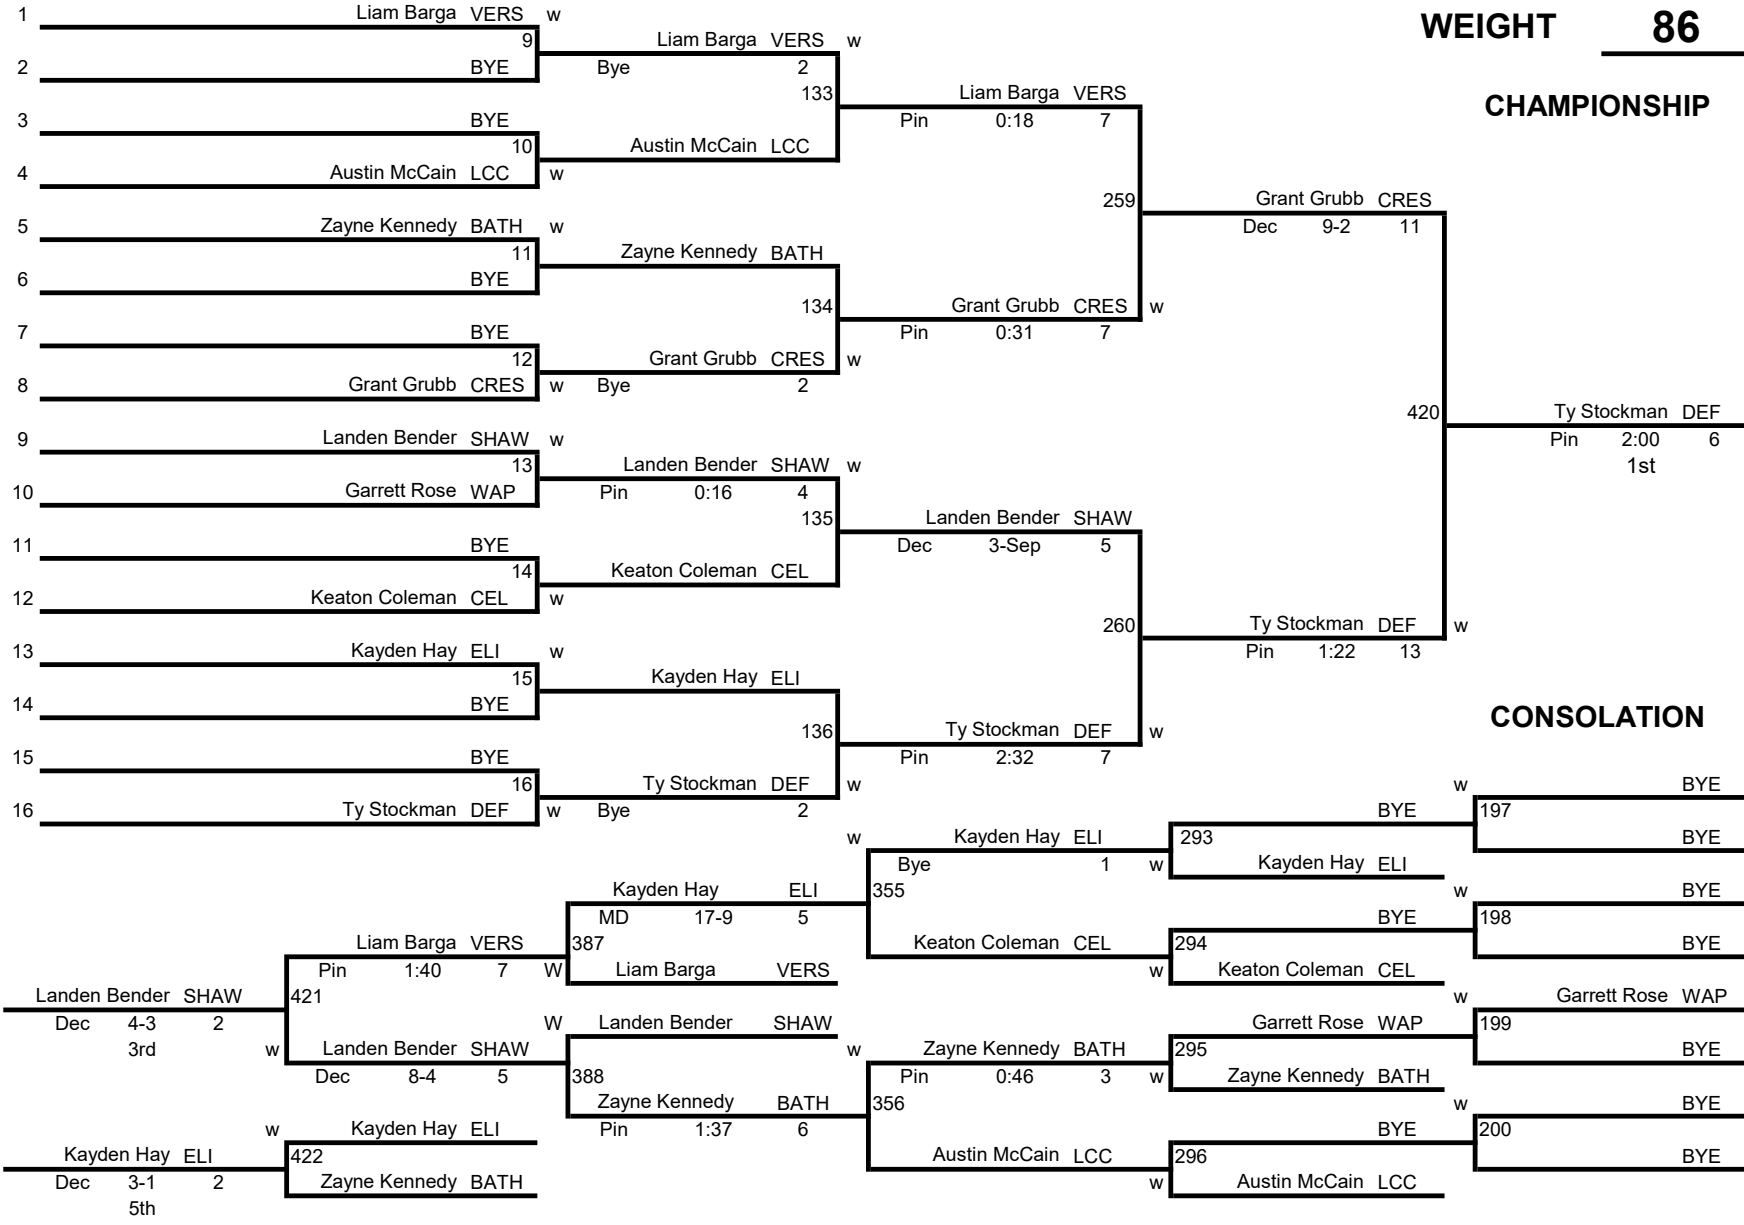 WEIGHT 86
1 Liam Barga VERS w
9 Liam Barga VERS w
2 BYE Bye 2
133 Liam Barga VERS
CHAMPIONSHIP
3 BYE Pin 0:18 7
10 Austin McCain LCC
4 Austin McCain LCC w
259 Grant Grubb CRES
5 Zayne Kennedy BATH w Dec 9-2 11
11 Zayne Kennedy BATH
6 BYE
134 Grant Grubb CRES w
7 BYE Pin 0:31 7
12 Grant Grubb CRES w
8 Grant Grubb CRES w Bye 2
420 Ty Stockman DEF
9 Landen Bender SHAW w Pin 2:00 6
13 Landen Bender SHAW w 1st
10 Garrett Rose WAP Pin 0:16 4
135 Landen Bender SHAW
11 BYE Dec 3-Sep 5
14 Keaton Coleman CEL
12 Keaton Coleman CEL w
260 Ty Stockman DEF w
13 Kayden Hay ELI w Pin 1:22 13
15 Kayden Hay ELI
14 BYE
CONSOLATION
136 Ty Stockman DEF w
15 BYE Pin 2:32 7
16 Ty Stockman DEF w w BYE
16 Ty Stockman DEF w Bye 2 BYE 197
w Kayden Hay ELI 293 BYE
Bye 1 w Kayden Hay ELI
Kayden Hay ELI 355 w BYE
MD 17-9 5 BYE 198
Liam Barga VERS 387 Keaton Coleman CEL 294 BYE
Pin 1:40 7 W Liam Barga VERS w Keaton Coleman CEL
Landen Bender SHAW 421 w Garrett Rose WAP
Dec 4-3 2 W Landen Bender SHAW Garrett Rose WAP 199
3rd w Landen Bender SHAW w Zayne Kennedy BATH 295 BYE
Dec 8-4 5 388 Pin 0:46 3 w Zayne Kennedy BATH
Zayne Kennedy BATH 356 w BYE
w Kayden Hay ELI Pin 1:37 6 BYE 200
Kayden Hay ELI 422 Austin McCain LCC 296 BYE
Dec 3-1 2 Zayne Kennedy BATH w Austin McCain LCC
5th